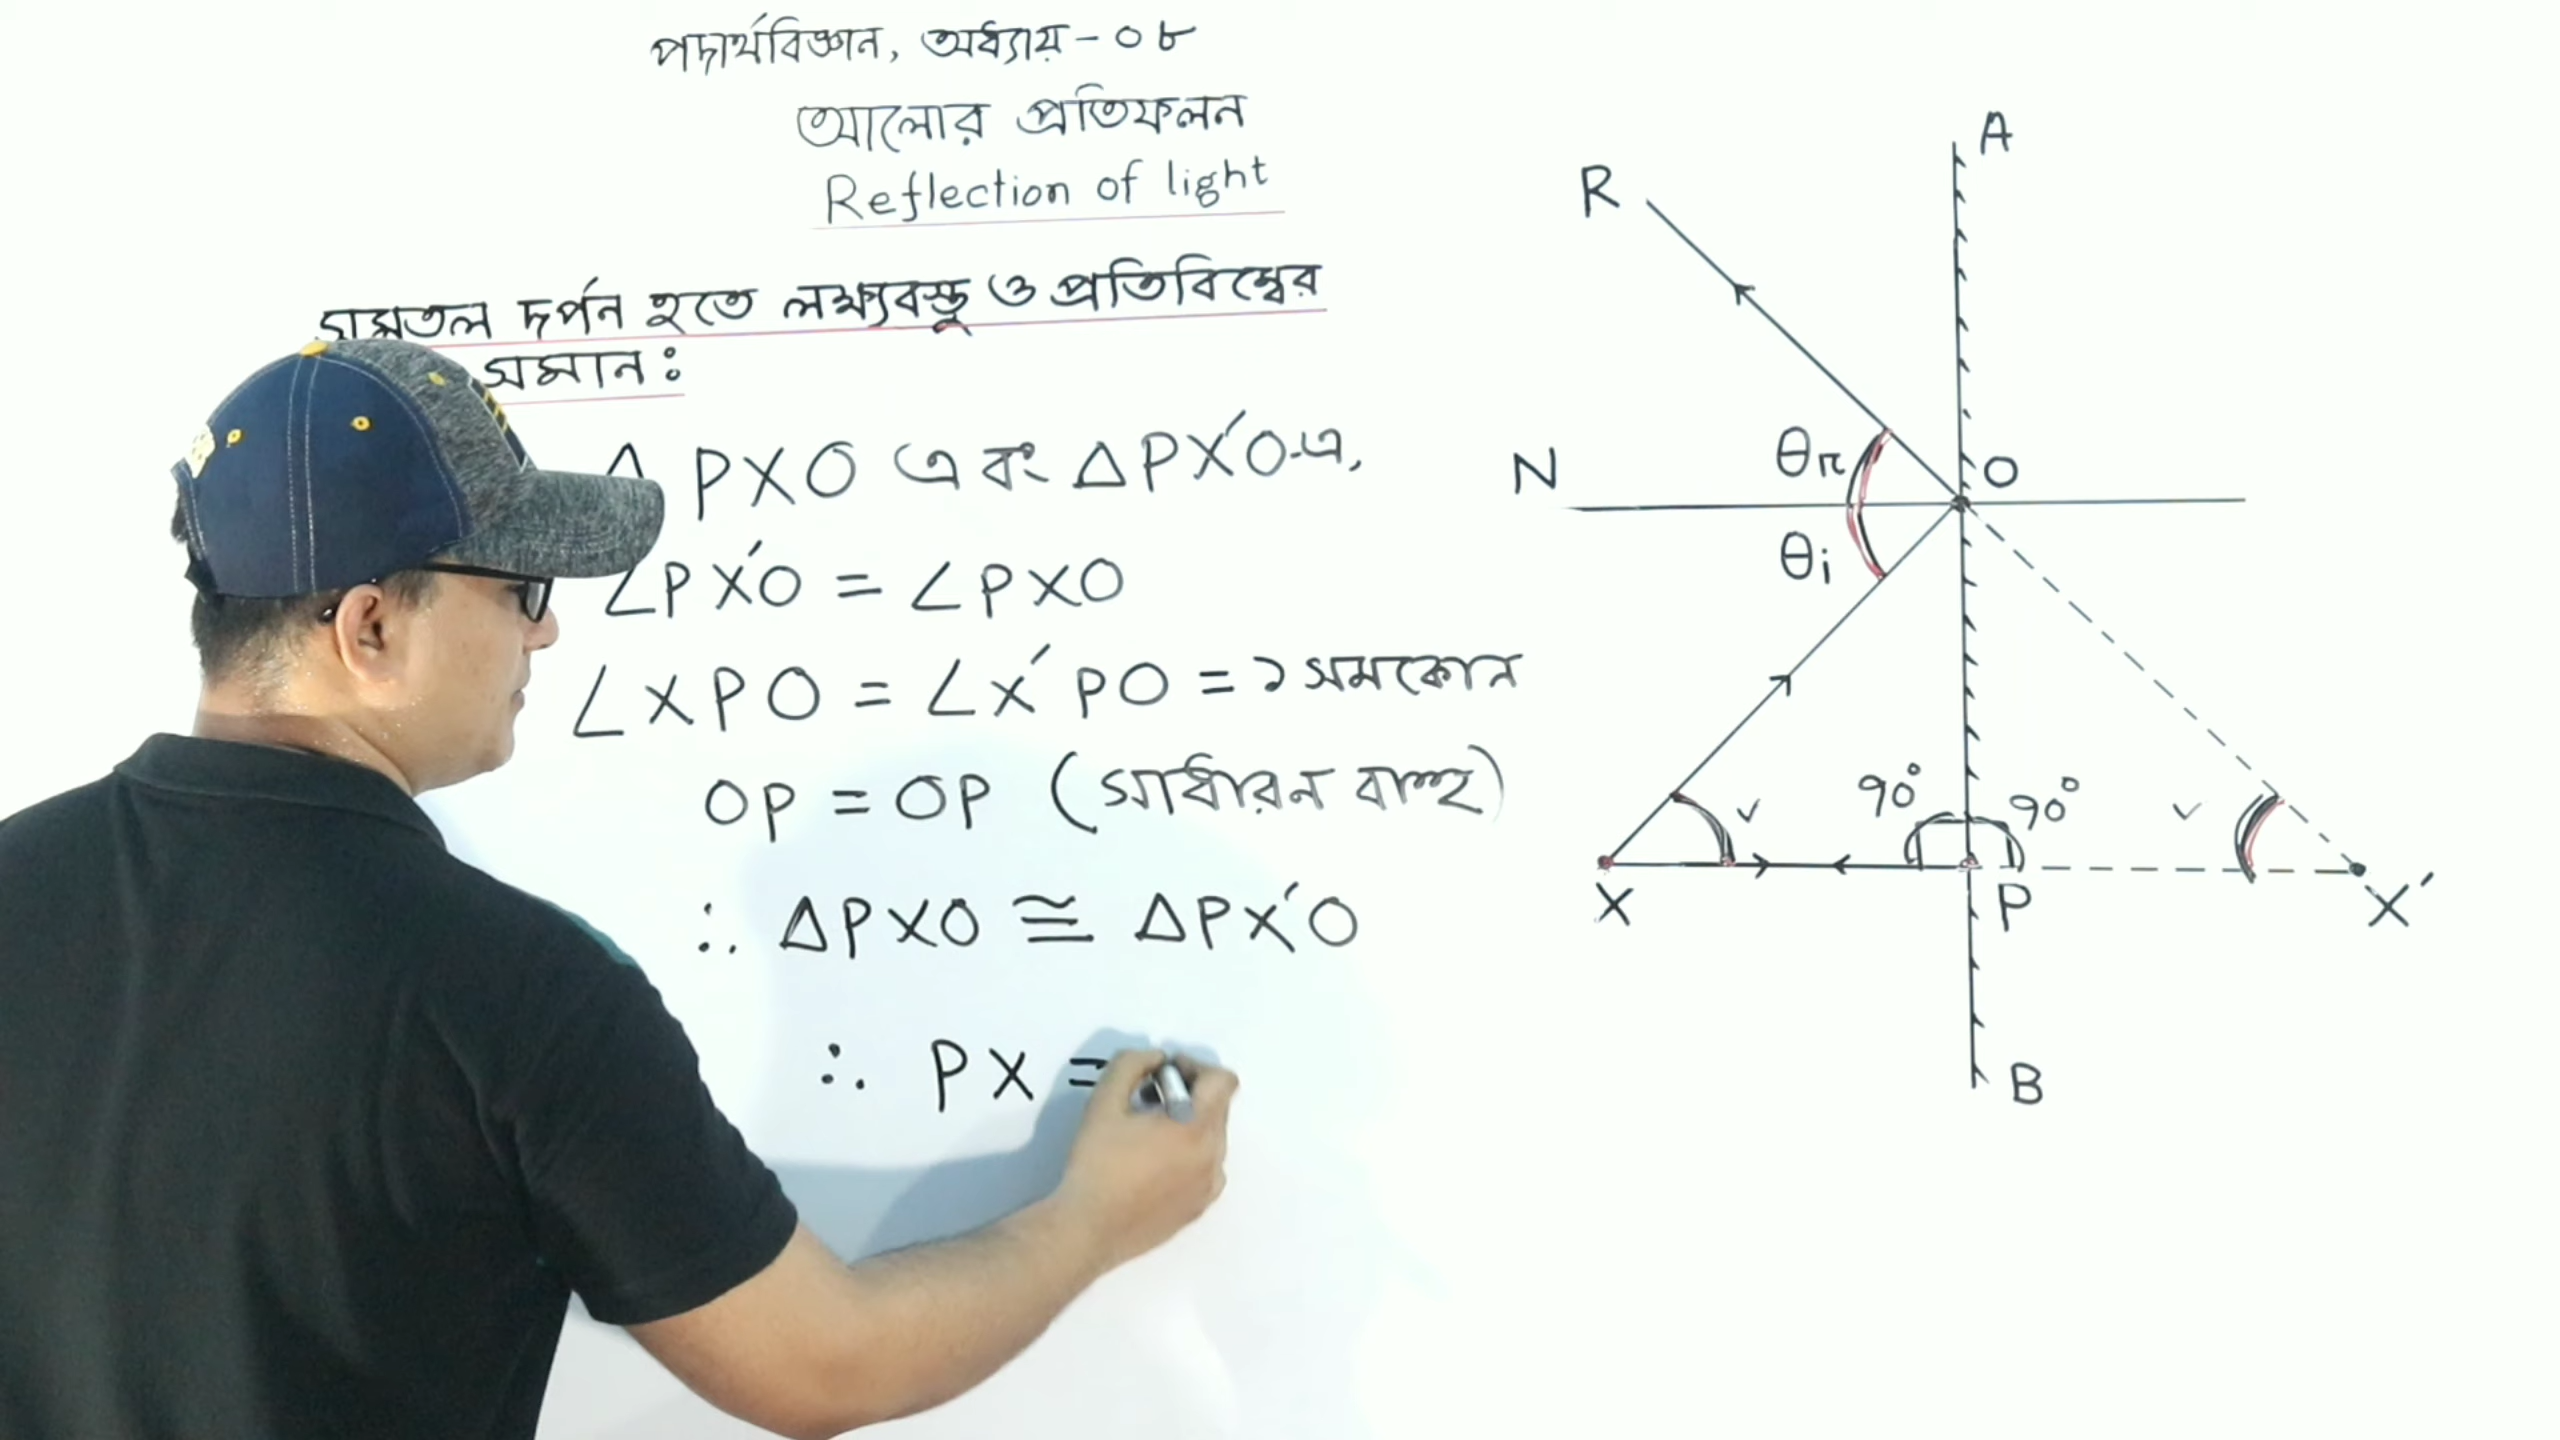 পদার্থবিজ্ঞান, অধ্যায় - ০৮
আলোর প্রতিফলন
Reflection of light
সমতল দর্পন হতে লক্ষ্যবস্তু ও প্রতিবিম্বের
সমান ঃ
Δ PXO এবং ΔPX′O-এ,
∠PX′O = ∠PXO
∠XPO = ∠X′PO = ১ সমকোন
OP = OP (সাধারন বাহু)
∴ ΔPXO ≅ ΔPX′O
∴ PX =
A
R
N
O
θr
θi
90°
90°
X
P
X′
B